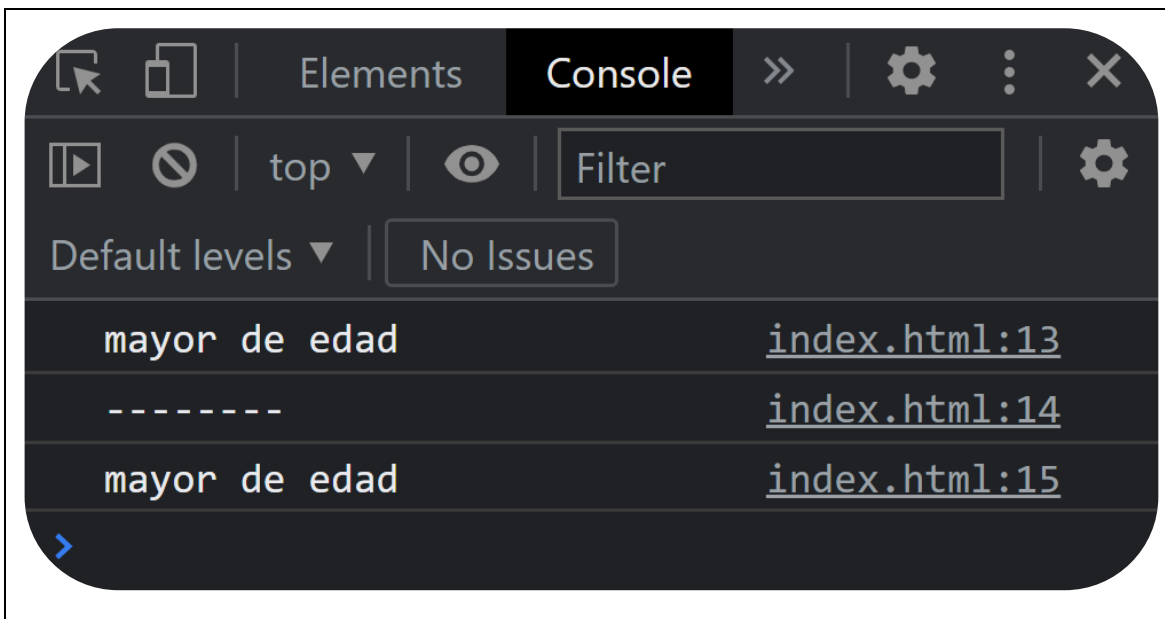 Elements Console
top Filter
Default levels No Issues
mayor de edad index.html:13
-------- index.html:14
mayor de edad index.html:15